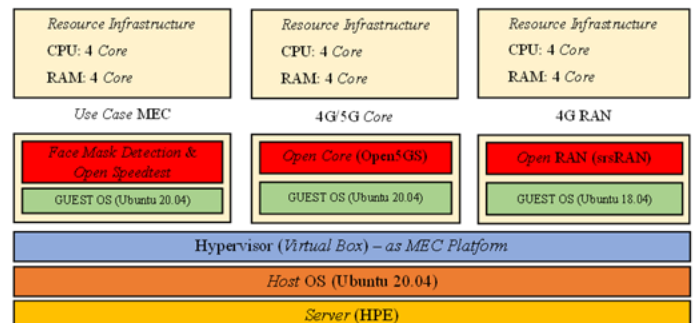 Resource Infrastructure
CPU: 4 Core
RAM: 4 Core
Resource Infrastructure
CPU: 4 Core
RAM: 4 Core
Resource Infrastructure
CPU: 4 Core
RAM: 4 Core
Use Case MEC
4G/5G Core
4G RAN
Face Mask Detection &
Open Speedtest
GUEST OS (Ubuntu 20.04)
Open Core (Open5GS)
GUEST OS (Ubuntu 20.04)
Open RAN (srsRAN)
GUEST OS (Ubuntu 18.04)
Hypervisor (Virtual Box) – as MEC Platform
Host OS (Ubuntu 20.04)
Server (HPE)